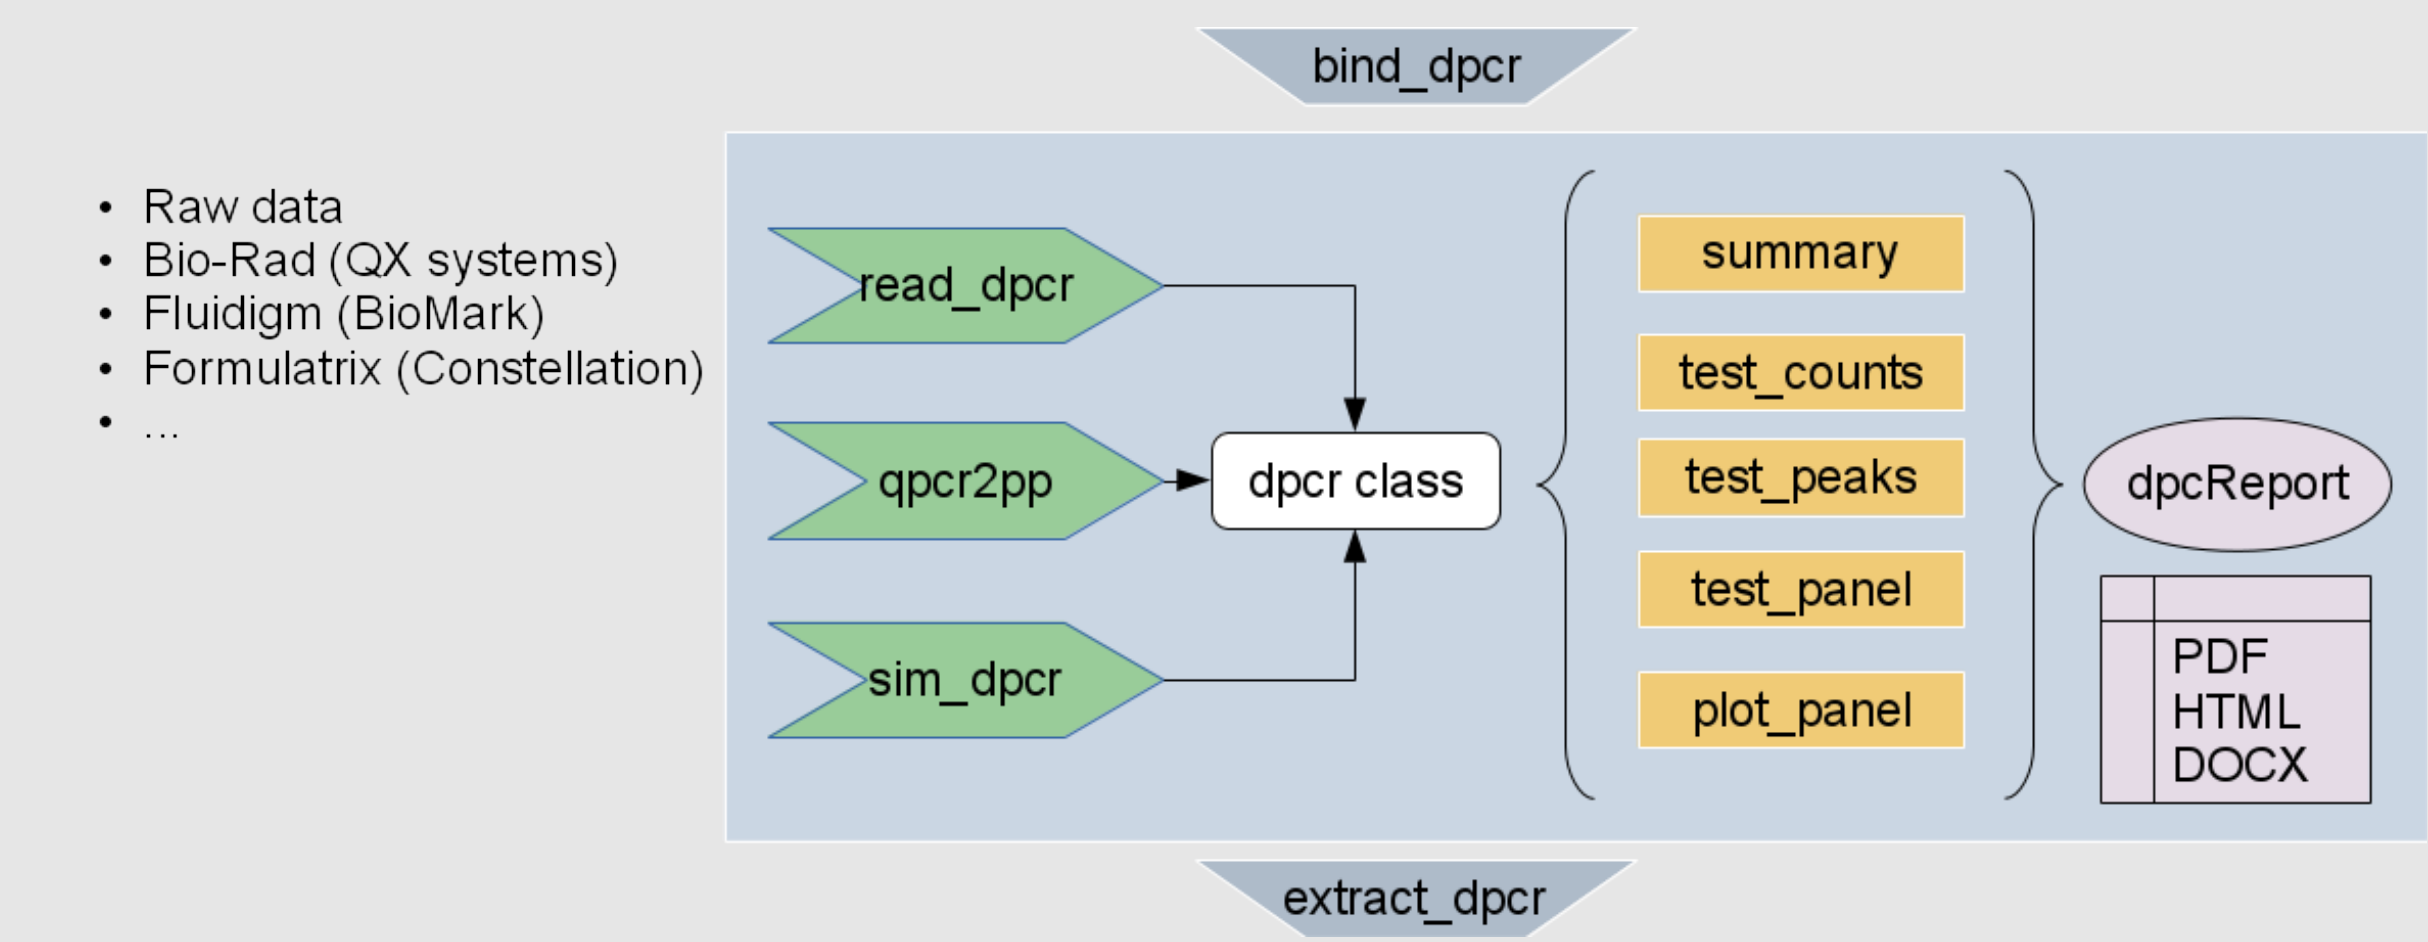 bind_dpcr
• Raw data
• Bio-Rad (QX systems)
• Fluidigm (BioMark)
• Formulatrix (Constellation)
• ...
read_dpcr
qpcr2pp
sim_dpcr
dpcr class
summary
test_counts
test_peaks
test_panel
plot_panel
dpcReport
PDF
HTML
DOCX
extract_dpcr